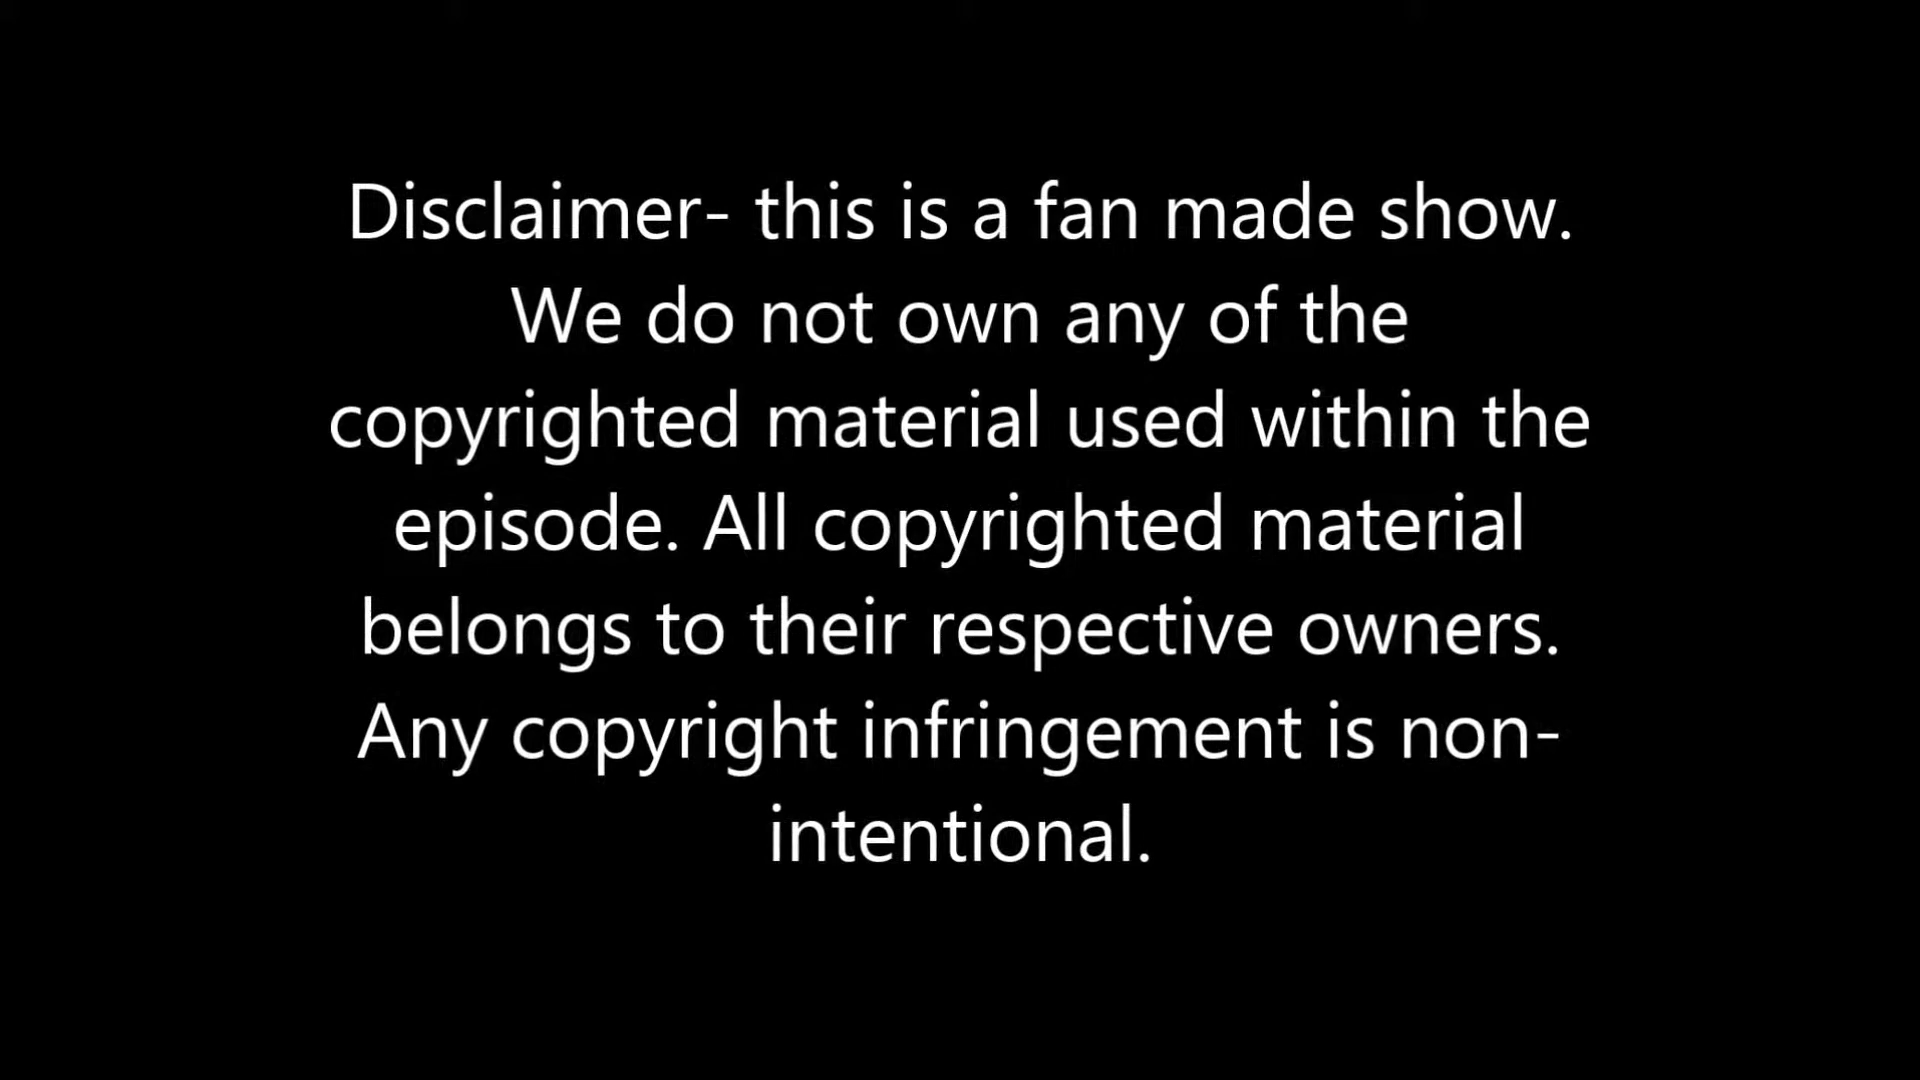 Disclaimer- this is a fan made show.
We do not own any of the
copyrighted material used within the
episode. All copyrighted material
belongs to their respective owners.
Any copyright infringement is non-
intentional.